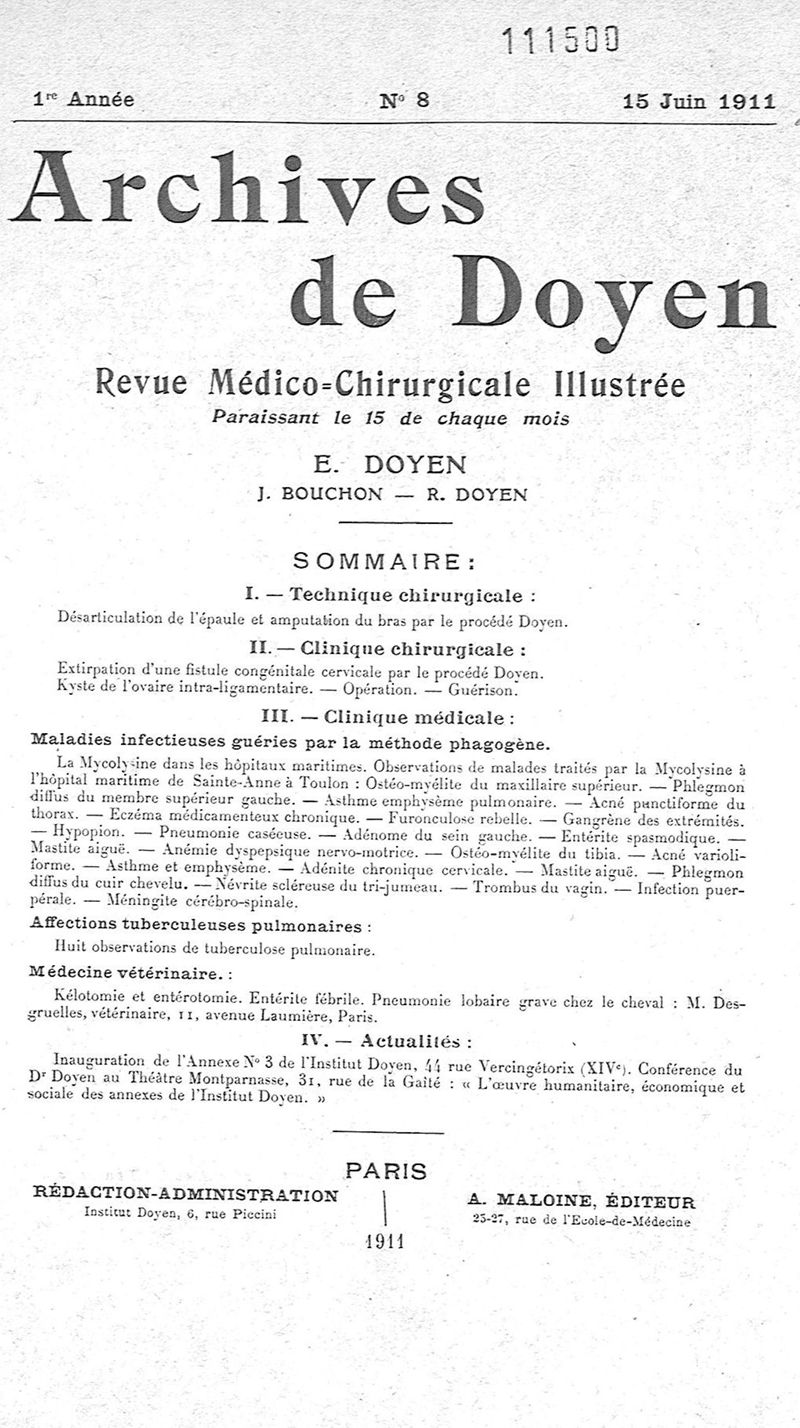 111500
1re Année N° 8 15 Juin 1911
Archives
de Doyen
Revue Médico=Chirurgicale Illustrée
Paraissant le 15 de chaque mois
E. DOYEN
J. BOUCHON — R. DOYEN
SOMMAIRE :
I. — Technique chirurgicale :
Désarticulation de l'épaule et amputation du bras par le procédé Doyen.
II. — Clinique chirurgicale :
Extirpation d'une fistule congénitale cervicale par le procédé Doyen.
Kyste de l'ovaire intra-ligamentaire. — Opération. — Guérison.
III. — Clinique médicale :
Maladies infectieuses guéries par la méthode phagogène.
La Mycolysine dans les hôpitaux maritimes. Observations de malades traités par la Mycolysine à
l'hôpital maritime de Sainte-Anne à Toulon : Ostéo-myélite du maxillaire supérieur. — Phlegmon
diffus du membre supérieur gauche. — Asthme emphysème pulmonaire. — Acné punctiforme du
thorax. — Eczéma médicamenteux chronique. — Furonculose rebelle. — Gangrène des extrémités.
— Hypopion. — Pneumonie caséeuse. — Adénome du sein gauche. — Entérite spasmodique. —
Mastite aiguë. — Anémie dyspepsique nervo-motrice. — Ostéo-myélite du tibia. — Acné varioli-
forme. — Asthme et emphysème. — Adénite chronique cervicale. — Mastite aiguë. — Phlegmon
diffus du cuir chevelu. — Névrite scléreuse du tri-jumeau. — Trombus du vagin. — Infection puer-
pérale. — Méningite cérébro-spinale.
Affections tuberculeuses pulmonaires :
Huit observations de tuberculose pulmonaire.
Médecine vétérinaire. :
Kélotomie et entérotomie. Entérite fébrile. Pneumonie lobaire grave chez le cheval : M. Des-
gruelles, vétérinaire, 11, avenue Laumière, Paris.
IV. — Actualités :
Inauguration de l'Annexe N° 3 de l'Institut Doyen, 44 rue Vercingétorix (XIVe). Conférence du
Dr Doyen au Théâtre Montparnasse, 31, rue de la Gaité : « L'œuvre humanitaire, économique et
sociale des annexes de l'Institut Doyen. »
PARIS
RÉDACTION-ADMINISTRATION
Institut Doyen, 6, rue Piccini
A. MALOINE, ÉDITEUR
25-27, rue de l'Ecole-de-Médecine
1911